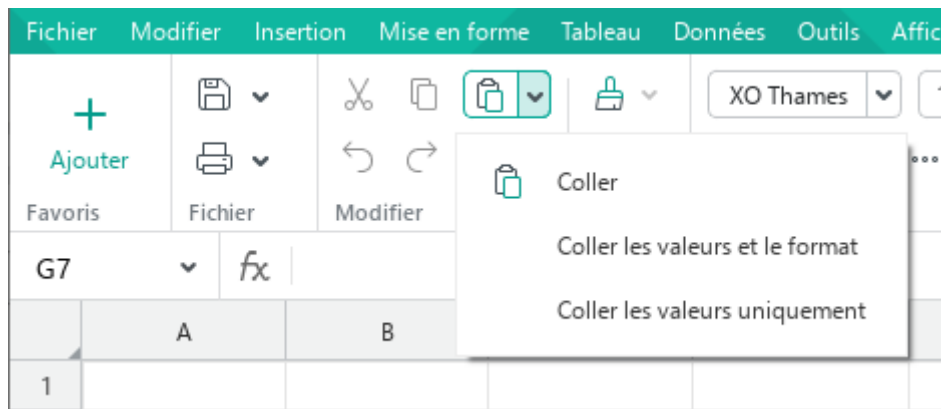 Fichier Modifier Insertion Mise en forme Tableau Données Outils
XO Thames
Ajouter
Coller
Favoris Fichier Modifier
Coller les valeurs et le format
G7 fx
Coller les valeurs uniquement
A B
1